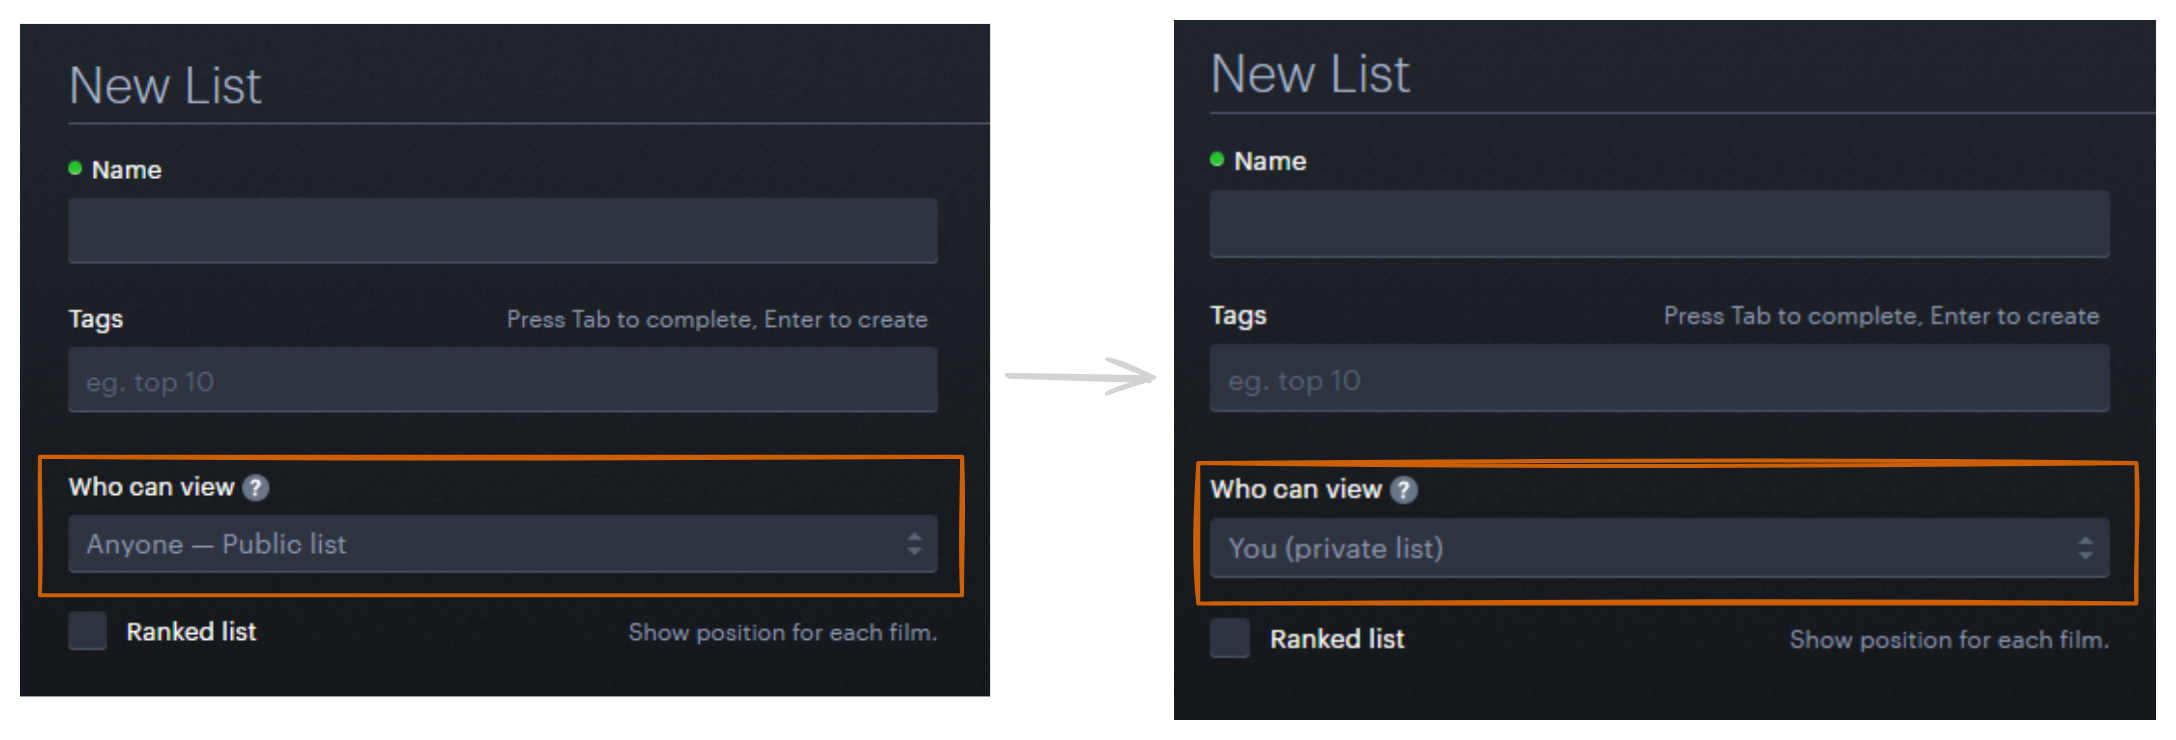 New List
Name
Tags
Press Tab to complete, Enter to create
eg. top 10
Who can view ?
Anyone — Public list
Ranked list
Show position for each film.
New List
Name
Tags
Press Tab to complete, Enter to create
eg. top 10
Who can view ?
You (private list)
Ranked list
Show position for each film.